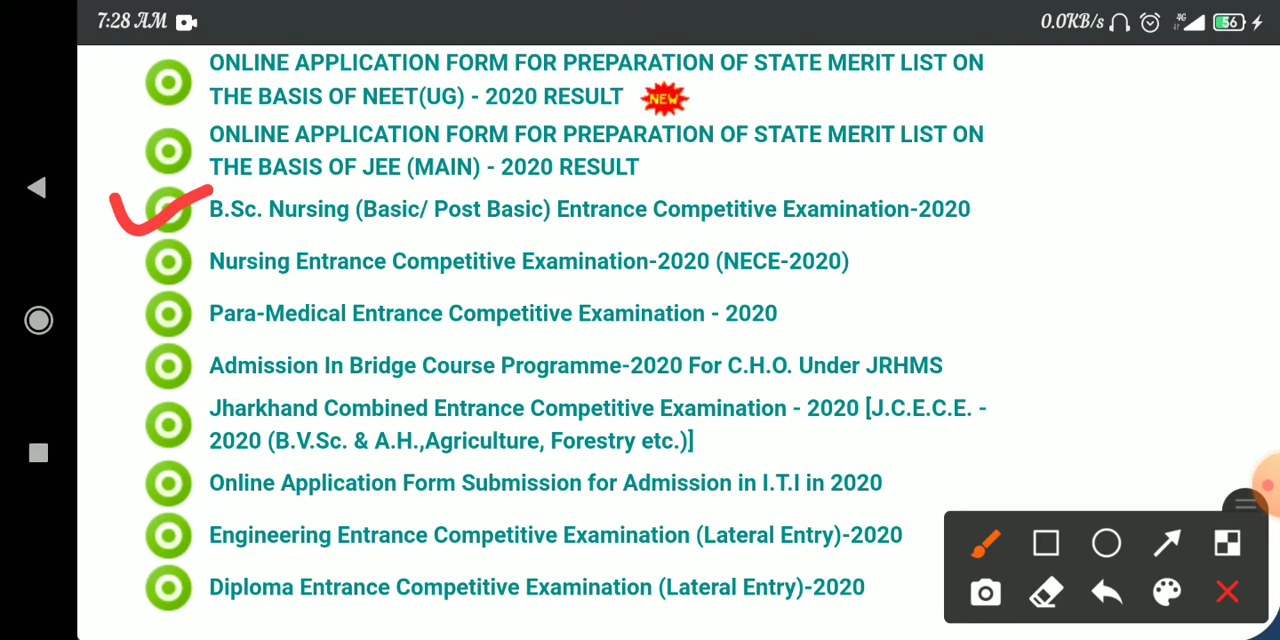 7:28 AM
0.0KB/s 4G 56
ONLINE APPLICATION FORM FOR PREPARATION OF STATE MERIT LIST ON
THE BASIS OF NEET(UG) - 2020 RESULT NEW
ONLINE APPLICATION FORM FOR PREPARATION OF STATE MERIT LIST ON
THE BASIS OF JEE (MAIN) - 2020 RESULT
B.Sc. Nursing (Basic/ Post Basic) Entrance Competitive Examination-2020
Nursing Entrance Competitive Examination-2020 (NECE-2020)
Para-Medical Entrance Competitive Examination - 2020
Admission In Bridge Course Programme-2020 For C.H.O. Under JRHMS
Jharkhand Combined Entrance Competitive Examination - 2020 [J.C.E.C.E. -
2020 (B.V.Sc. & A.H.,Agriculture, Forestry etc.)]
Online Application Form Submission for Admission in I.T.I in 2020
Engineering Entrance Competitive Examination (Lateral Entry)-2020
Diploma Entrance Competitive Examination (Lateral Entry)-2020